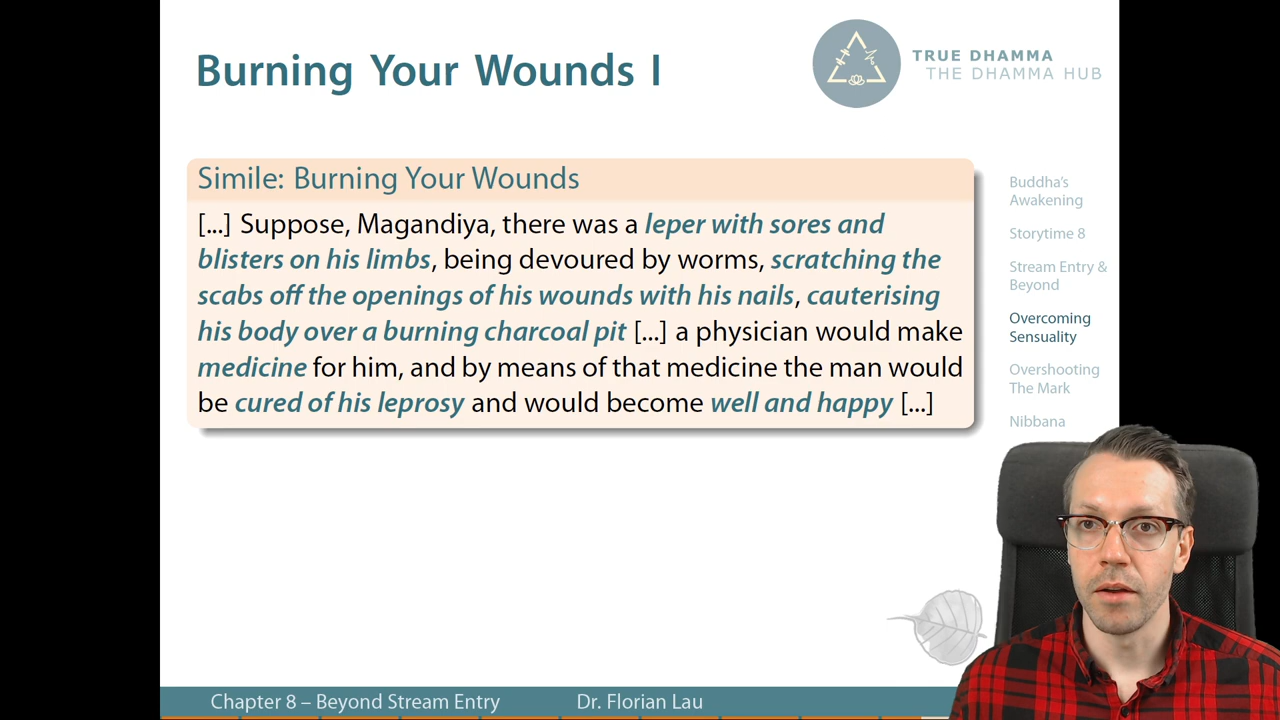 Burning Your Wounds I
TRUE DHAMMA
THE DHAMMA HUB
Simile: Burning Your Wounds
[...] Suppose, Magandiya, there was a leper with sores and
blisters on his limbs, being devoured by worms, scratching the
scabs off the openings of his wounds with his nails, cauterising
his body over a burning charcoal pit [...] a physician would make
medicine for him, and by means of that medicine the man would
be cured of his leprosy and would become well and happy [...]
Buddha's
Awakening
Storytime 8
Stream Entry &
Beyond
Overcoming
Sensuality
Overshooting
The Mark
Nibbana
Chapter 8 – Beyond Stream Entry
Dr. Florian Lau